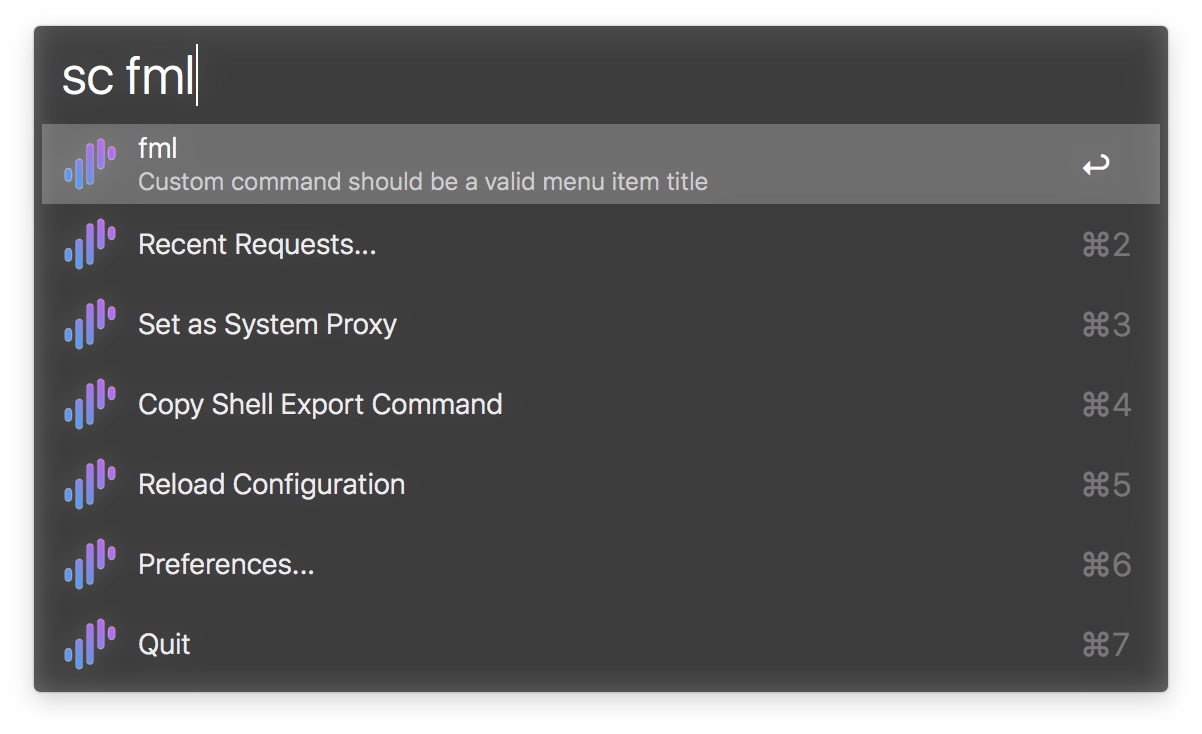 sc fml
fml
Custom command should be a valid menu item title
Recent Requests... ⌘2
Set as System Proxy ⌘3
Copy Shell Export Command ⌘4
Reload Configuration ⌘5
Preferences... ⌘6
Quit ⌘7